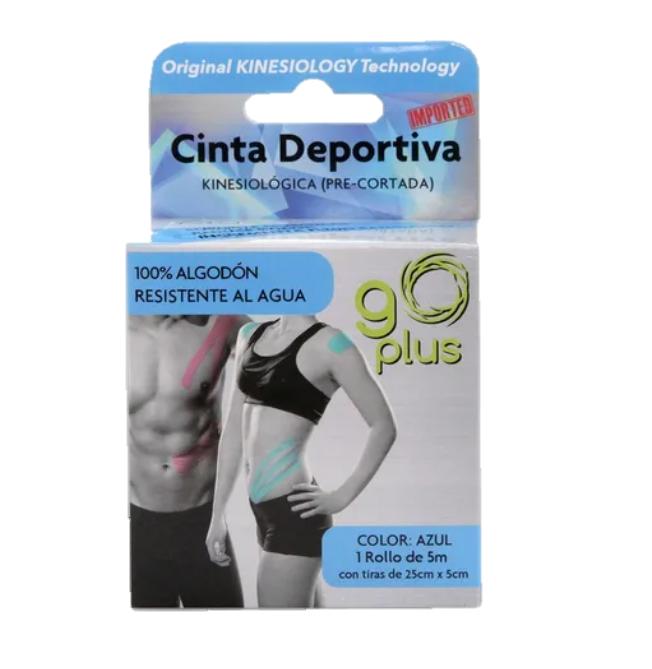 Original KINESIOLOGY Technology
IMPORTED
Cinta Deportiva
KINESIOLÓGICA (PRE-CORTADA)
100% ALGODÓN
RESISTENTE AL AGUA
go
plus
COLOR: AZUL
1 Rollo de 5m
con tiras de 25cm x 5cm